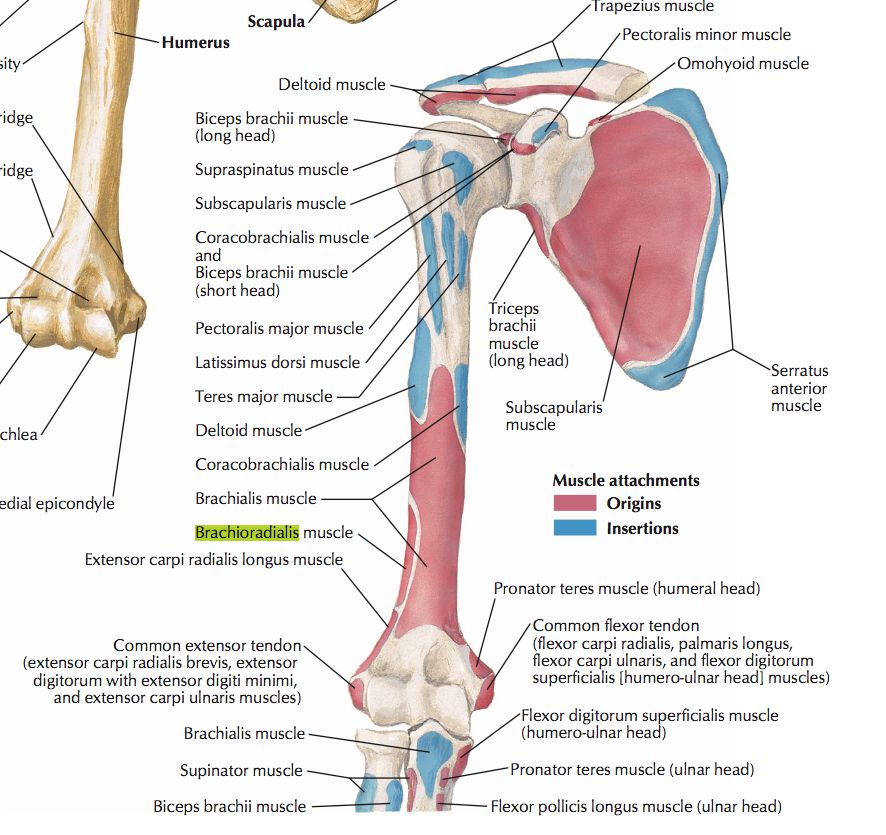 Trapezius muscle
Scapula
Pectoralis minor muscle
Humerus
Omohyoid muscle
sity
Deltoid muscle
Biceps brachii muscle
(long head)
ridge
ridge
Supraspinatus muscle
Subscapularis muscle
Coracobrachialis muscle
and
Biceps brachii muscle
(short head)
Triceps
brachii
muscle
(long head)
Pectoralis major muscle
Latissimus dorsi muscle
Teres major muscle
Serratus
anterior
muscle
Subscapularis
muscle
Deltoid muscle
chlea
Coracobrachialis muscle
Muscle attachments
Origins
Insertions
Brachialis muscle
edial epicondyle
Brachioradialis muscle
Extensor carpi radialis longus muscle
Pronator teres muscle (humeral head)
Common flexor tendon
(flexor carpi radialis, palmaris longus,
flexor carpi ulnaris, and flexor digitorum
superficialis [humero-ulnar head] muscles)
Common extensor tendon
(extensor carpi radialis brevis, extensor
digitorum with extensor digiti minimi,
and extensor carpi ulnaris muscles)
Flexor digitorum superficialis muscle
(humero-ulnar head)
Brachialis muscle
Supinator muscle
Pronator teres muscle (ulnar head)
Biceps brachii muscle
Flexor pollicis longus muscle (ulnar head)